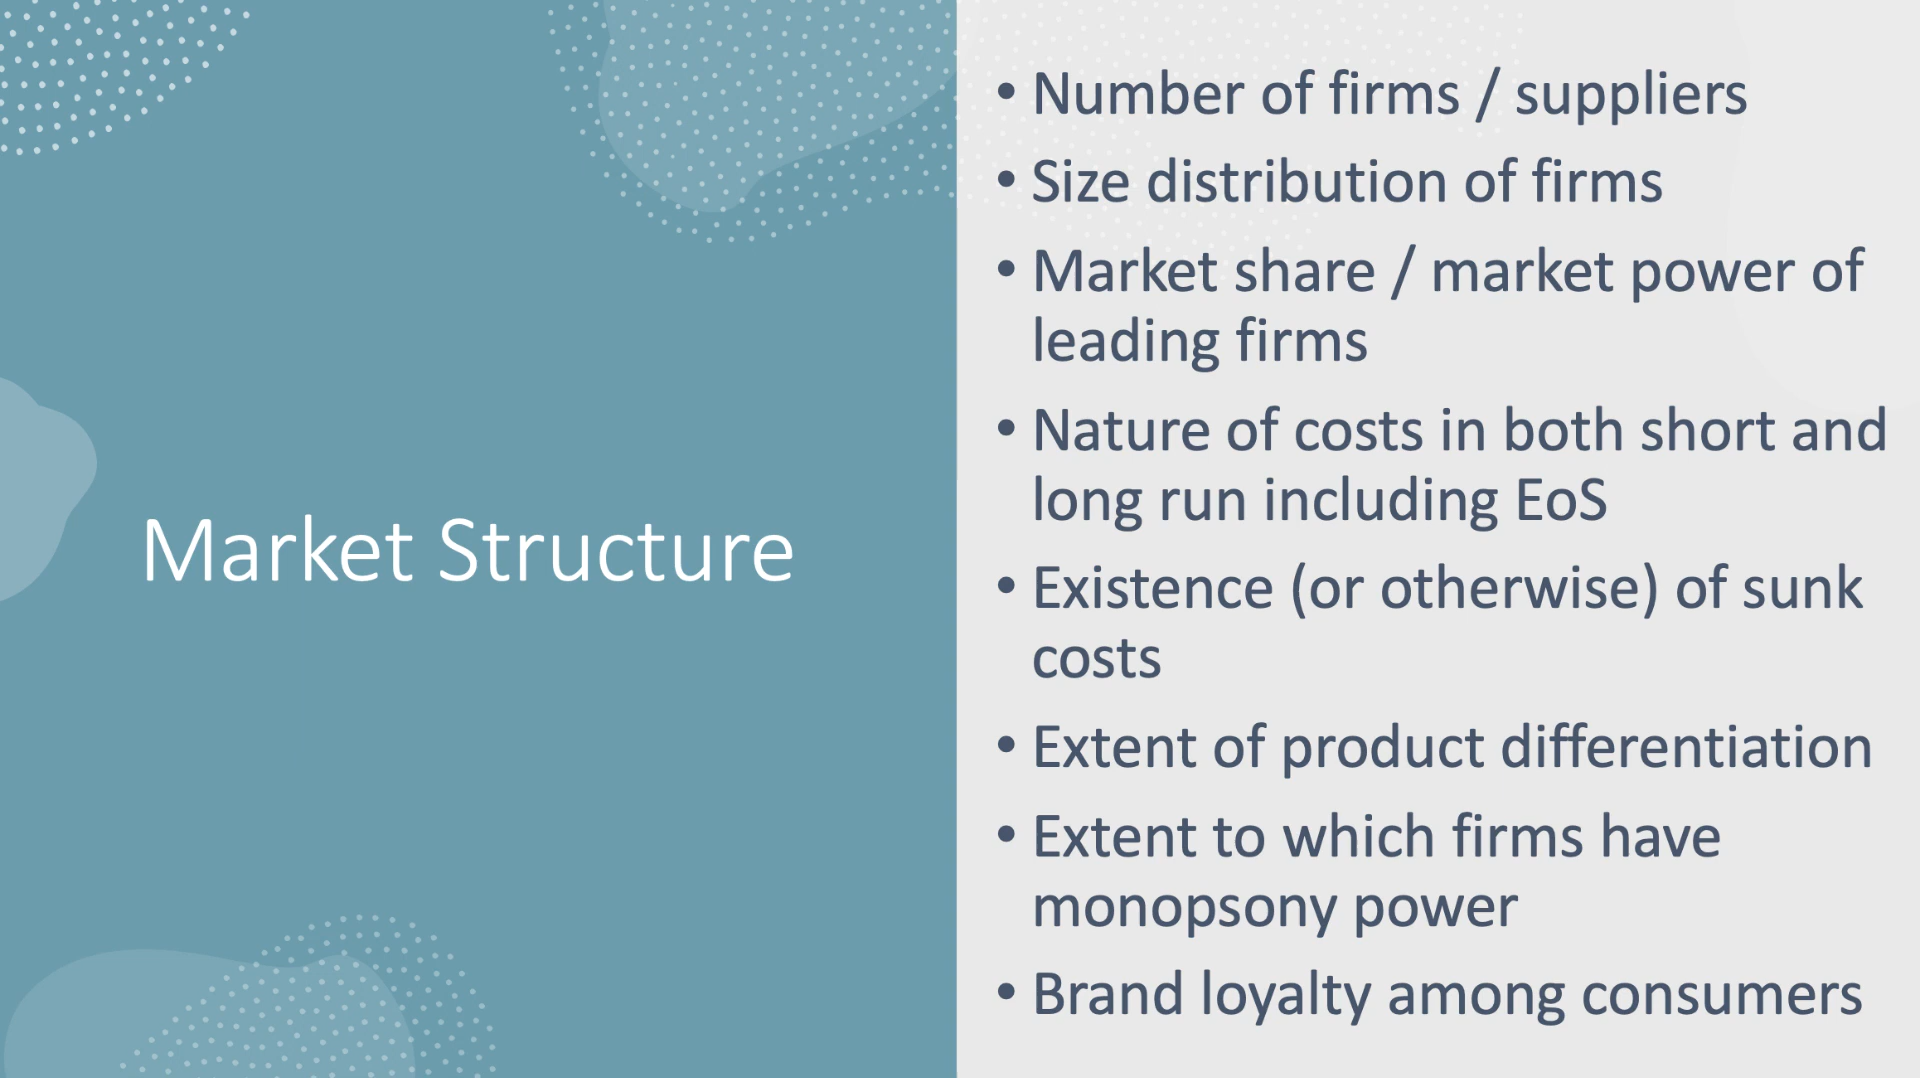 Market Structure
• Number of firms / suppliers
• Size distribution of firms
• Market share / market power of
leading firms
• Nature of costs in both short and
long run including EoS
• Existence (or otherwise) of sunk
costs
• Extent of product differentiation
• Extent to which firms have
monopsony power
• Brand loyalty among consumers